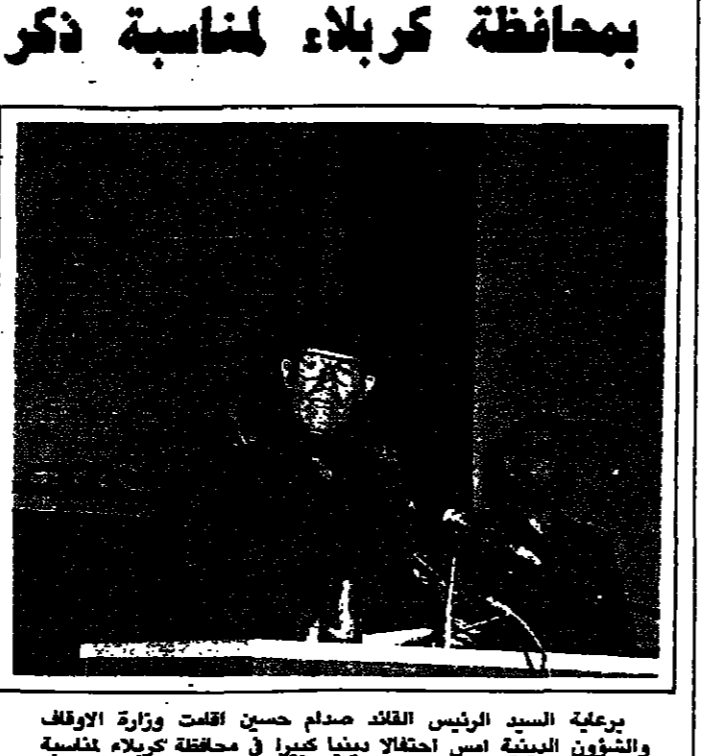 بمحافظة كربلاء لمناسبة ذكر
برعاية السيد الرئيس القائد صدام حسين اقامت وزارة الاوقاف
والشؤون الدينية امس احتفالا دينيا كبيرا في محافظة كربلاء لمناسبة